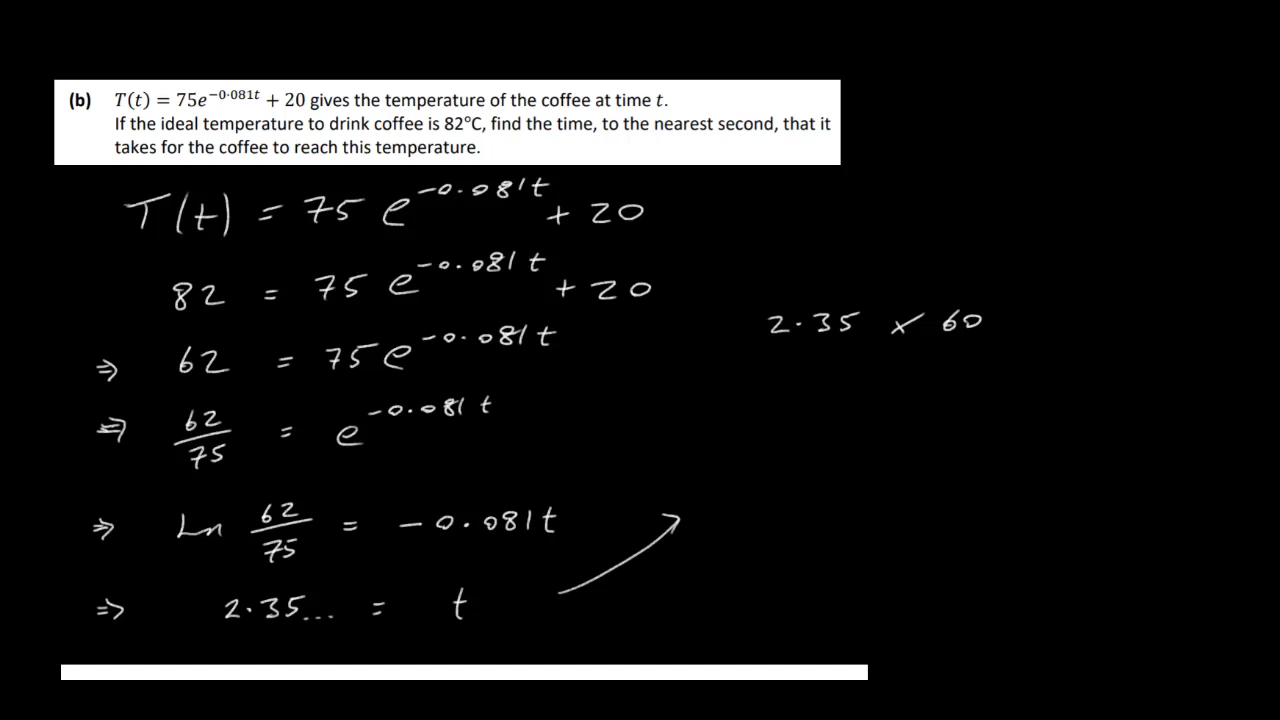 (b) T(t) = 75e^−0·081t + 20 gives the temperature of the coffee at time t.
If the ideal temperature to drink coffee is 82°C, find the time, to the nearest second, that it
takes for the coffee to reach this temperature.
T(t) = 75 e^−0.081t + 20
82 = 75 e^−0.081t + 20
⇒ 62 = 75e^−0.081t
⇒ 62/75 = e^−0.081t
⇒ Ln 62/75 = −0.081t
⇒ 2.35... = t
2.35 × 60